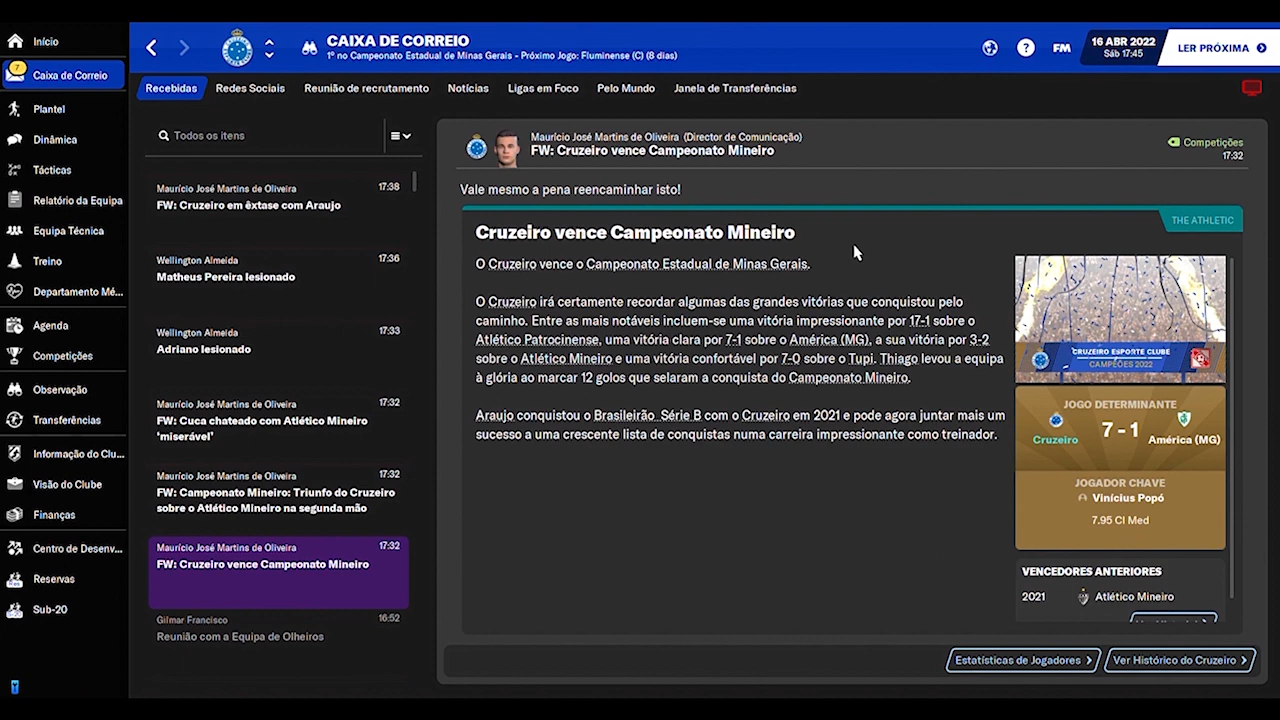 Início
Caixa de Correio
7
Plantel
Dinâmica
Tácticas
Relatório da Equipa
Equipa Técnica
Treino
Departamento Mé...
Agenda
Competições
Observação
Transferências
Informação do Clu...
Visão do Clube
Finanças
Centro de Desenv...
Reservas
Sub-20
CAIXA DE CORREIO
1º no Campeonato Estadual de Minas Gerais - Próximo Jogo: Fluminense (C) (8 dias)
?
FM
16 ABR 2022
Sáb 17:45
LER PRÓXIMA
Recebidas
Redes Sociais
Reunião de recrutamento
Notícias
Ligas em Foco
Pelo Mundo
Janela de Transferências
Todos os itens
Maurício José Martins de Oliveira 17:38
FW: Cruzeiro em êxtase com Araujo
Wellington Almeida 17:36
Matheus Pereira lesionado
Wellington Almeida 17:33
Adriano lesionado
Maurício José Martins de Oliveira 17:32
FW: Cuca chateado com Atlético Mineiro
'miserável'
Maurício José Martins de Oliveira 17:32
FW: Campeonato Mineiro: Triunfo do Cruzeiro
sobre o Atlético Mineiro na segunda mão
Maurício José Martins de Oliveira 17:32
FW: Cruzeiro vence Campeonato Mineiro
Gilmar Francisco 16:52
Reunião com a Equipa de Olheiros
Maurício José Martins de Oliveira (Director de Comunicação)
FW: Cruzeiro vence Campeonato Mineiro
Competições
17:32
Vale mesmo a pena reencaminhar isto!
THE ATHLETIC
Cruzeiro vence Campeonato Mineiro
O Cruzeiro vence o Campeonato Estadual de Minas Gerais.
O Cruzeiro irá certamente recordar algumas das grandes vitórias que conquistou pelo
caminho. Entre as mais notáveis incluem-se uma vitória impressionante por 17-1 sobre o
Atlético Patrocinense, uma vitória clara por 7-1 sobre o América (MG), a sua vitória por 3-2
sobre o Atlético Mineiro e uma vitória confortável por 7-0 sobre o Tupi. Thiago levou a equipa
à glória ao marcar 12 golos que selaram a conquista do Campeonato Mineiro.
Araujo conquistou o Brasileirão Série B com o Cruzeiro em 2021 e pode agora juntar mais um
sucesso a uma crescente lista de conquistas numa carreira impressionante como treinador.
CRUZEIRO ESPORTE CLUBE
CAMPEÕES 2022
JOGO DETERMINANTE
Cruzeiro 7 - 1 América (MG)
JOGADOR CHAVE
Vinícius Popó
7.95 Cl Med
VENCEDORES ANTERIORES
2021 Atlético Mineiro
Estatísticas de Jogadores
Ver Histórico do Cruzeiro